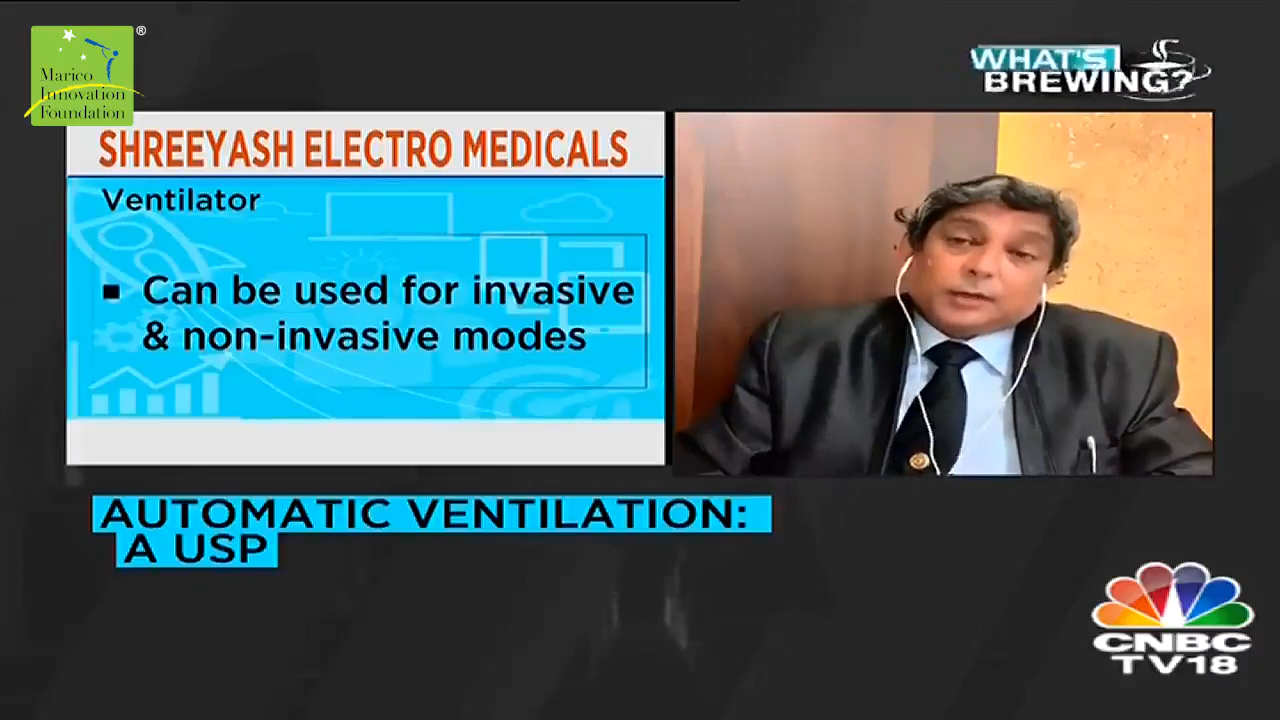 Marico
Innovation
Foundation
®
WHAT'S
BREWING?
SHREEYASH ELECTRO MEDICALS
Ventilator
▪ Can be used for invasive
& non-invasive modes
AUTOMATIC VENTILATION:
A USP
CNBC
TV18